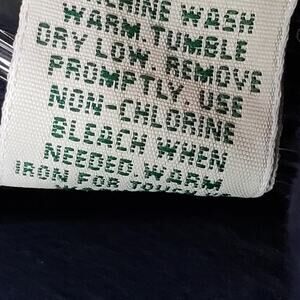 WASH
WARM. TUMBLE
DRY LOW. REMOVE
PROMPTLY. USE
NON-CHLORINE
BLEACH WHEN
NEEDED. WARM
IRON FOR